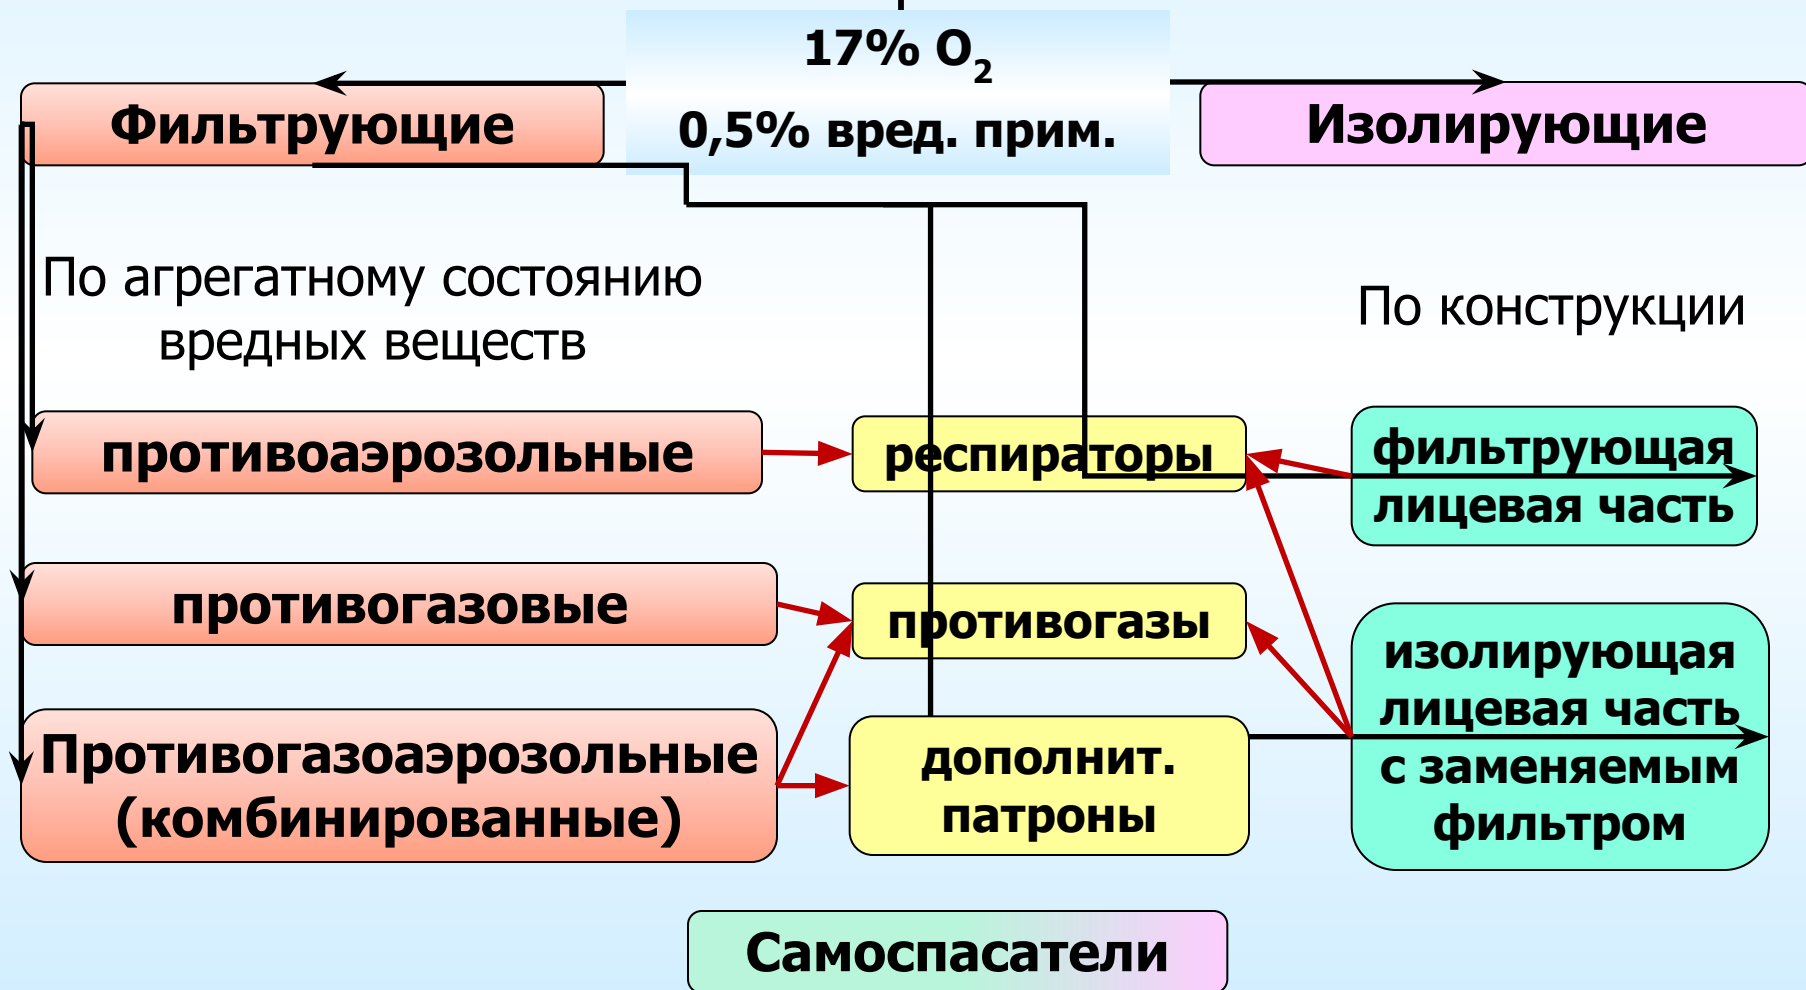 17% O₂
0,5% вред. прим.
Фильтрующие
Изолирующие
По агрегатному состоянию
вредных веществ
По конструкции
противоаэрозольные
респираторы
фильтрующая
лицевая часть
противогазовые
противогазы
изолирующая
лицевая часть
с заменяемым
фильтром
Противогазоаэрозольные
(комбинированные)
дополнит.
патроны
Самоспасатели